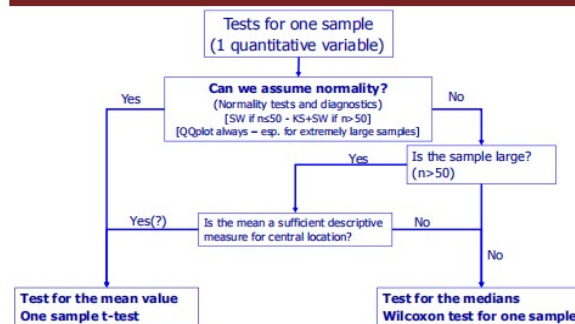 Tests for one sample
(1 quantitative variable)
Can we assume normality?
(Normality tests and diagnostics)
[SW if n≤50 - KS+SW if n>50]
[QQplot always – esp. for extremely large samples]
Yes
No
Is the sample large?
(n>50)
Yes
Yes(?)
Is the mean a sufficient descriptive
measure for central location?
No
No
Test for the mean value
One sample t-test
Test for the medians
Wilcoxon test for one sample